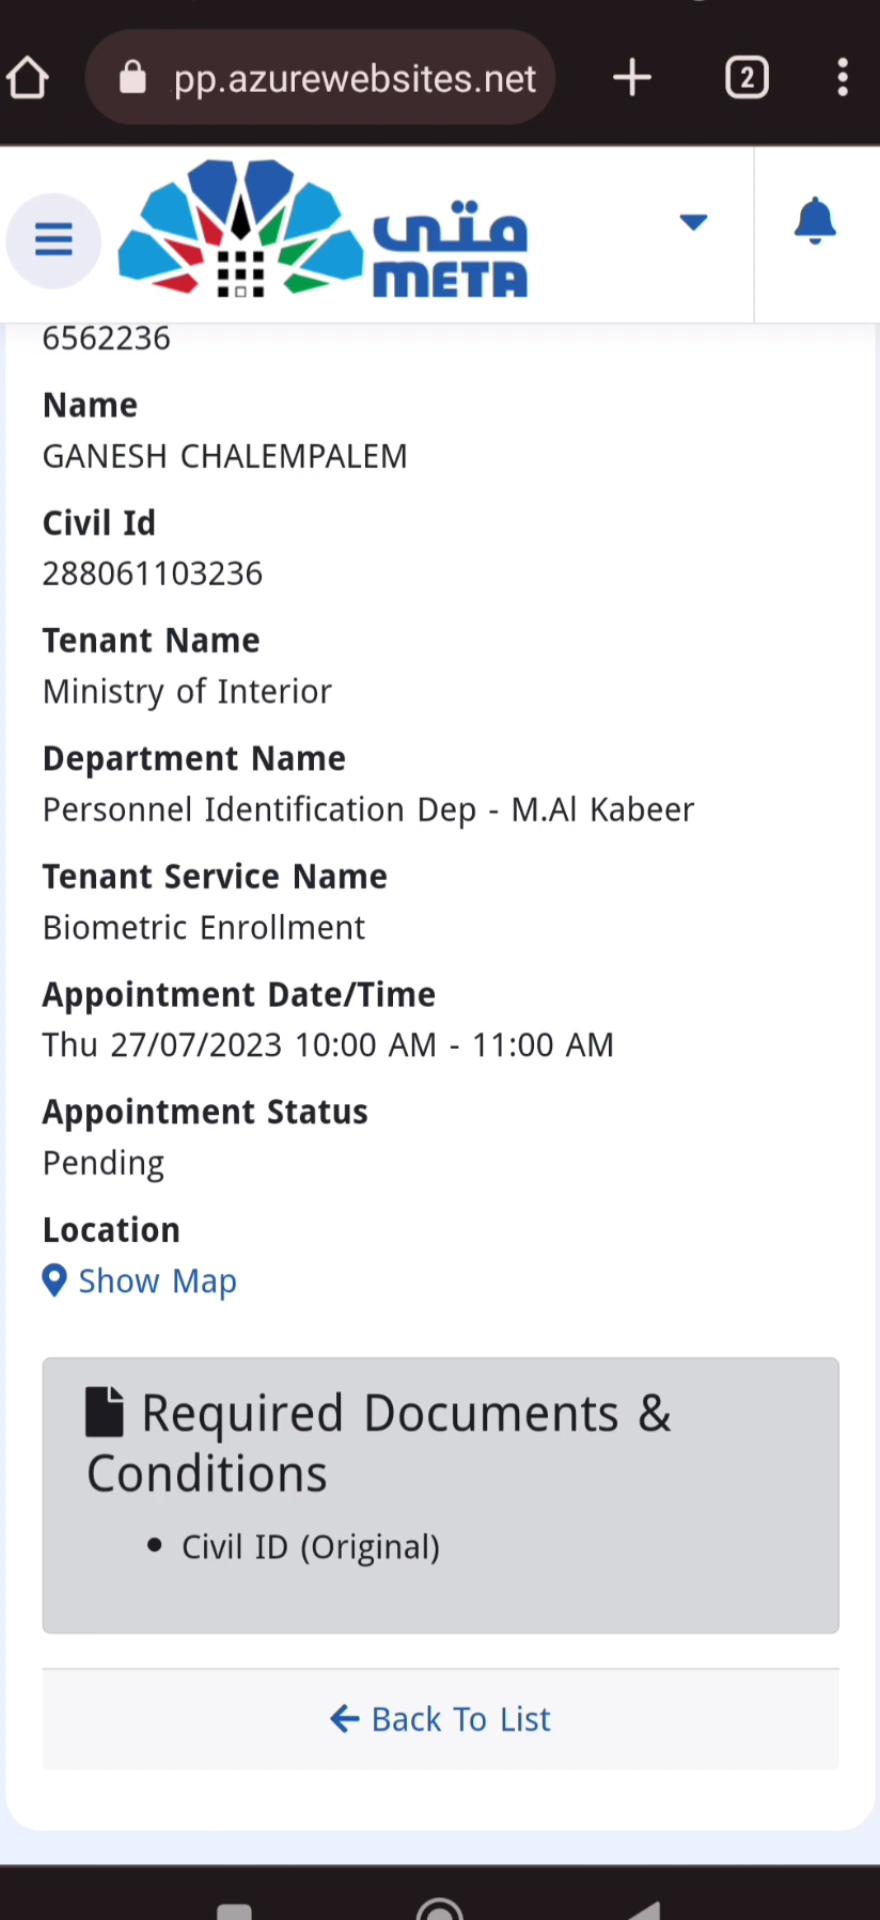 pp.azurewebsites.net
2
متى
META
6562236
Name
GANESH CHALEMPALEM
Civil Id
288061103236
Tenant Name
Ministry of Interior
Department Name
Personnel Identification Dep - M.Al Kabeer
Tenant Service Name
Biometric Enrollment
Appointment Date/Time
Thu 27/07/2023 10:00 AM - 11:00 AM
Appointment Status
Pending
Location
Show Map
Required Documents &
Conditions
• Civil ID (Original)
Back To List